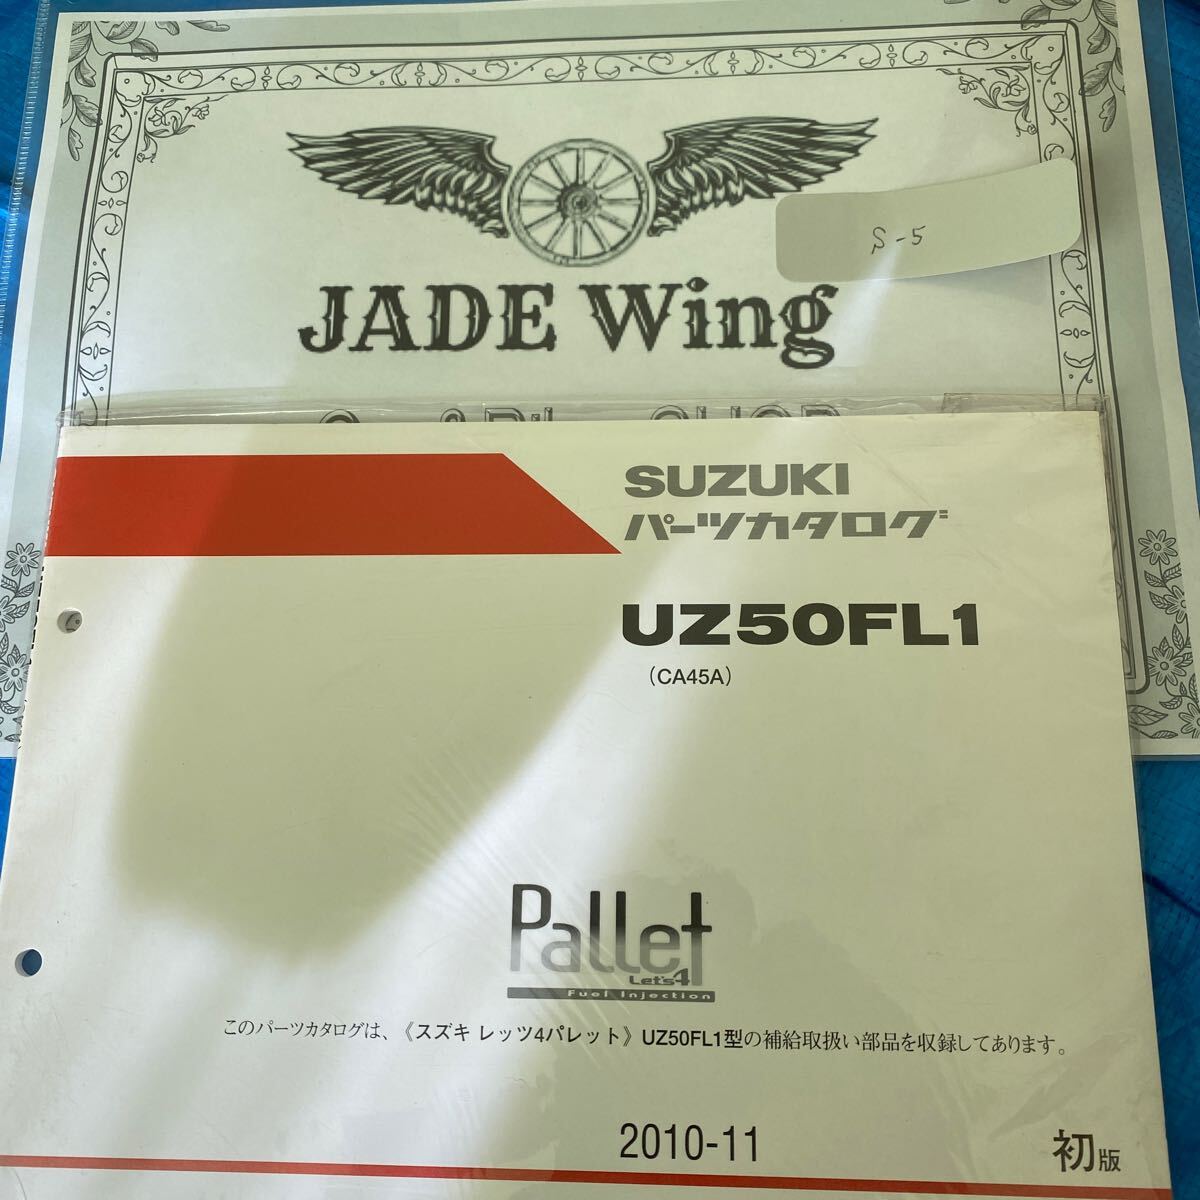 S-5
JADE Wing
SUZUKI
パーツカタログ
UZ50FL1
(CA45A)
Pallet
Let's4
Fuel Injection
このパーツカタログは、《スズキ レッツ4パレット》UZ50FL1型の補給取扱い部品を収録してあります。
2010-11
初版